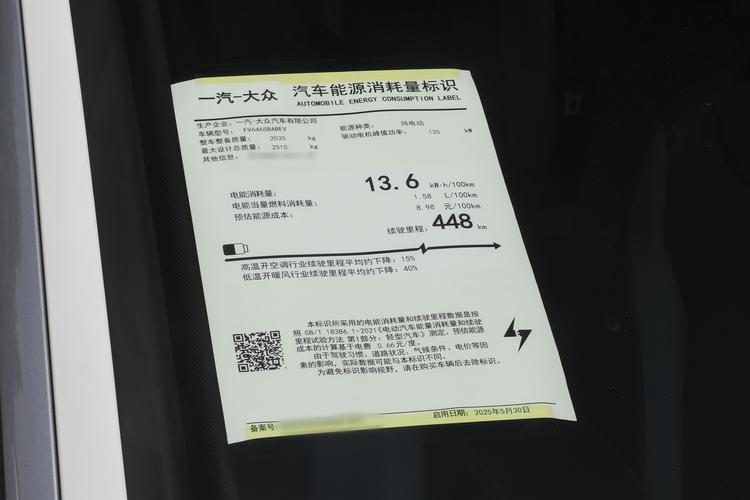 一汽-大众 汽车能源消耗量标识
AUTOMOBILE ENERGY CONSUMPTION LABEL
生产企业: 一汽-大众汽车有限公司
车辆型号: FV6465BABEV 能源种类: 纯电动
整车整备质量: 2035 kg 驱动电机峰值功率: 125 kW
最大设计总质量: 2510 kg
其他信息:
电能消耗量: 13.6 kW·h/100km
电能当量燃料消耗量: 1.58 L/100km
预估能源成本: 8.98 元/100km
续驶里程: 448 km
高温开空调行业续驶里程平均约下降: 15%
低温开暖风行业续驶里程平均约下降: 40%
本标识所采用的电能消耗量和续驶里程数据是按
照 GB/T 18386.1-2021《电动汽车能量消耗量和续驶
里程试验方法 第1部分: 轻型汽车》测定。预估能源
成本的计算基于电费 0.66元/度。
由于驾驶习惯、道路状况、气候条件、电价等因
素的影响, 实际数据可能与本标识不同。
为避免标识影响视野, 请在购买车辆后去除标识。
备案号: 启用日期: 2025年5月30日